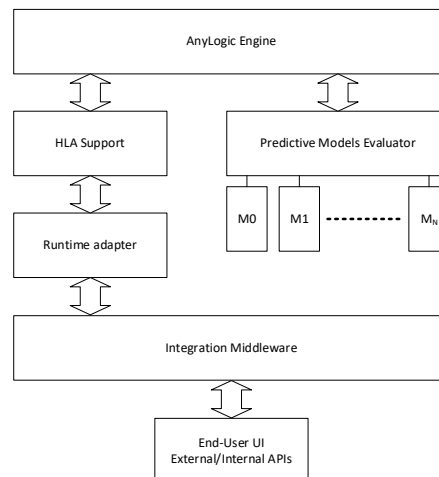 AnyLogic Engine
HLA Support
Predictive Models Evaluator
M0
M1
M_N
Runtime adapter
Integration Middleware
End-User UI
External/Internal APIs